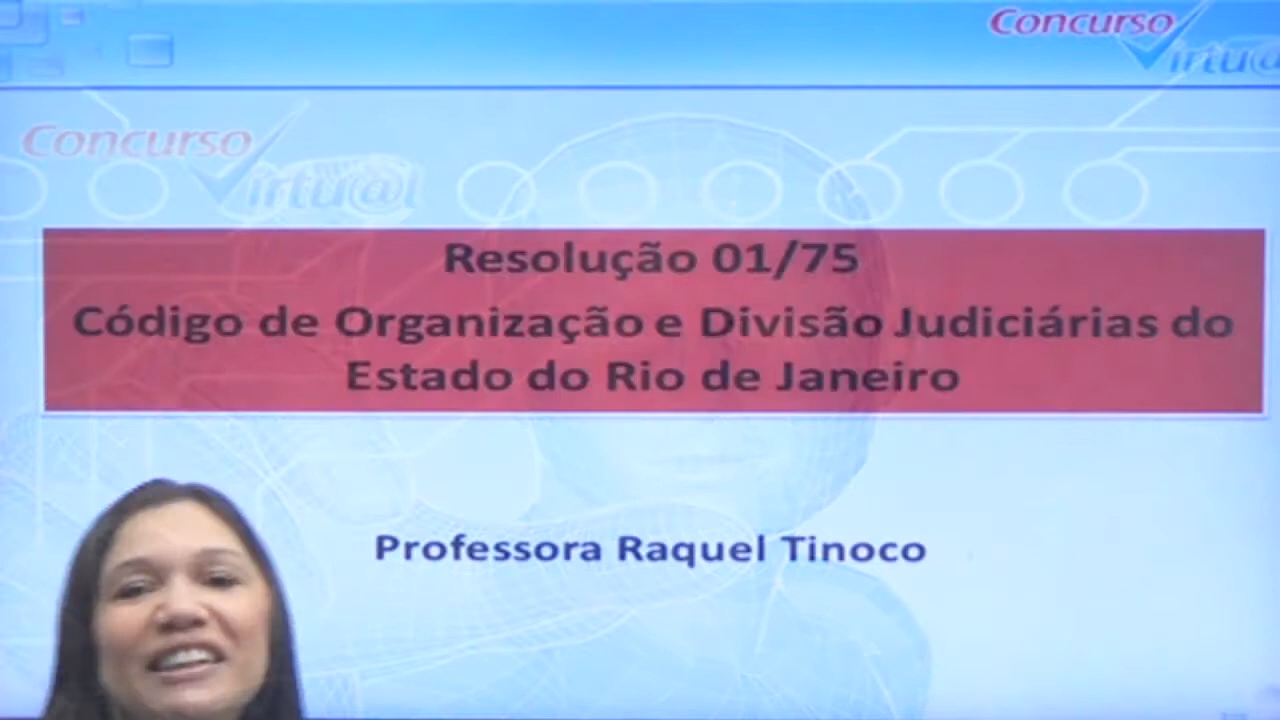 Concurso
Virtu@
Concurso
Virtu@l
Resolução 01/75
Código de Organização e Divisão Judiciárias do
Estado do Rio de Janeiro
Professora Raquel Tinoco